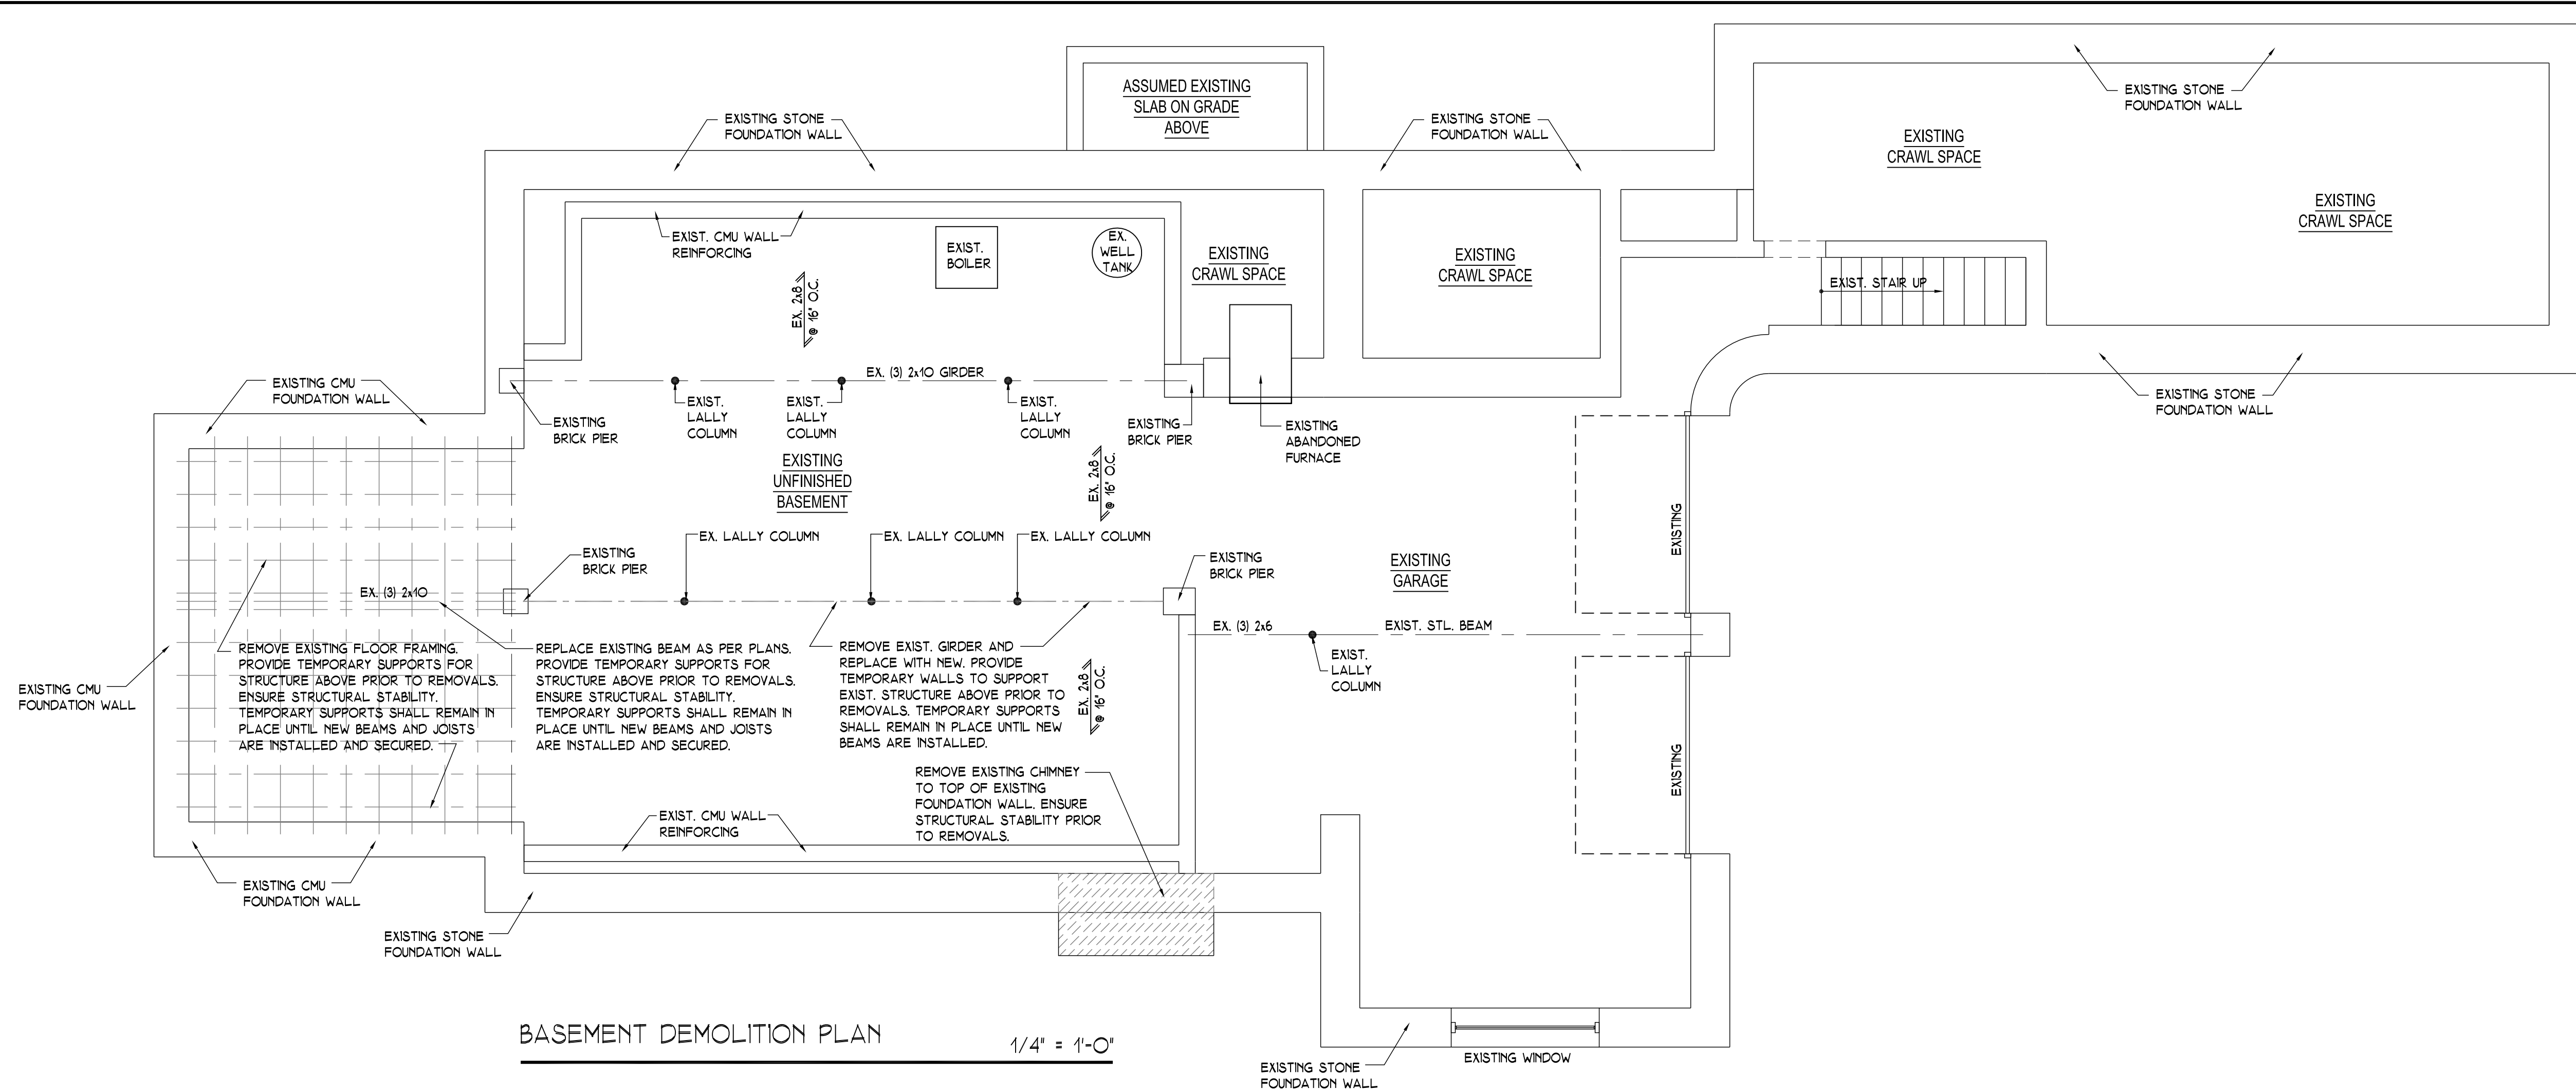 ASSUMED EXISTING
SLAB ON GRADE
ABOVE
EXISTING STONE
FOUNDATION WALL
EXISTING STONE
FOUNDATION WALL
EXISTING STONE
FOUNDATION WALL
EXISTING
CRAWL SPACE
EXISTING
CRAWL SPACE
EXIST. CMU WALL
REINFORCING
EXIST.
BOILER
EX.
WELL
TANK
EXISTING
CRAWL SPACE
EXISTING
CRAWL SPACE
EX. 2x8
@ 16" O.C.
EXIST. STAIR UP
EX. (3) 2x10 GIRDER
EXISTING CMU
FOUNDATION WALL
EXISTING
BRICK PIER
EXIST.
LALLY
COLUMN
EXIST.
LALLY
COLUMN
EXIST.
LALLY
COLUMN
EXISTING
BRICK PIER
EXISTING
ABANDONED
FURNACE
EXISTING STONE
FOUNDATION WALL
EXISTING
UNFINISHED
BASEMENT
EX. 2x8
@ 16" O.C.
EXISTING
EX. LALLY COLUMN
EX. LALLY COLUMN
EX. LALLY COLUMN
EXISTING
BRICK PIER
EXISTING
BRICK PIER
EXISTING
GARAGE
EX. (3) 2x10
EX. (3) 2x6
EXIST. STL. BEAM
EXIST.
LALLY
COLUMN
REMOVE EXISTING FLOOR FRAMING.
PROVIDE TEMPORARY SUPPORTS FOR
STRUCTURE ABOVE PRIOR TO REMOVALS.
ENSURE STRUCTURAL STABILITY.
TEMPORARY SUPPORTS SHALL REMAIN IN
PLACE UNTIL NEW BEAMS AND JOISTS
ARE INSTALLED AND SECURED.
REPLACE EXISTING BEAM AS PER PLANS.
PROVIDE TEMPORARY SUPPORTS FOR
STRUCTURE ABOVE PRIOR TO REMOVALS.
ENSURE STRUCTURAL STABILITY.
TEMPORARY SUPPORTS SHALL REMAIN IN
PLACE UNTIL NEW BEAMS AND JOISTS
ARE INSTALLED AND SECURED.
REMOVE EXIST. GIRDER AND
REPLACE WITH NEW. PROVIDE
TEMPORARY WALLS TO SUPPORT
EXIST. STRUCTURE ABOVE PRIOR TO
REMOVALS. TEMPORARY SUPPORTS
SHALL REMAIN IN PLACE UNTIL NEW
BEAMS ARE INSTALLED.
EX. 2x8
@ 16" O.C.
EXISTING CMU
FOUNDATION WALL
EXISTING
REMOVE EXISTING CHIMNEY
TO TOP OF EXISTING
FOUNDATION WALL. ENSURE
STRUCTURAL STABILITY PRIOR
TO REMOVALS.
EXIST. CMU WALL
REINFORCING
EXISTING CMU
FOUNDATION WALL
EXISTING STONE
FOUNDATION WALL
BASEMENT DEMOLITION PLAN
1/4" = 1'-0"
EXISTING WINDOW
EXISTING STONE
FOUNDATION WALL